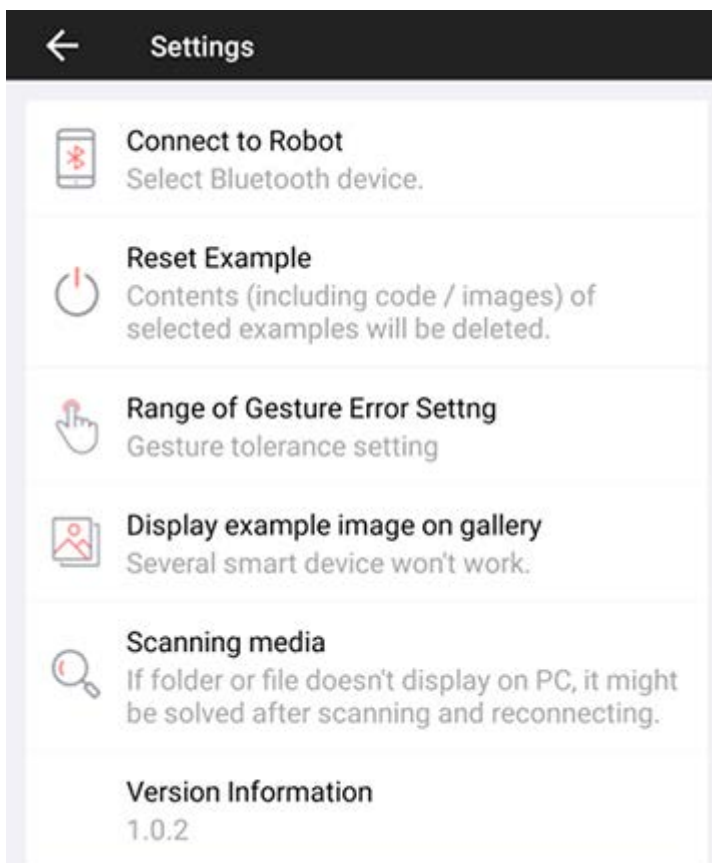 Settings
Connect to Robot
Select Bluetooth device.
Reset Example
Contents (including code / images) of
selected examples will be deleted.
Range of Gesture Error Settng
Gesture tolerance setting
Display example image on gallery
Several smart device won't work.
Scanning media
If folder or file doesn't display on PC, it might
be solved after scanning and reconnecting.
Version Information
1.0.2